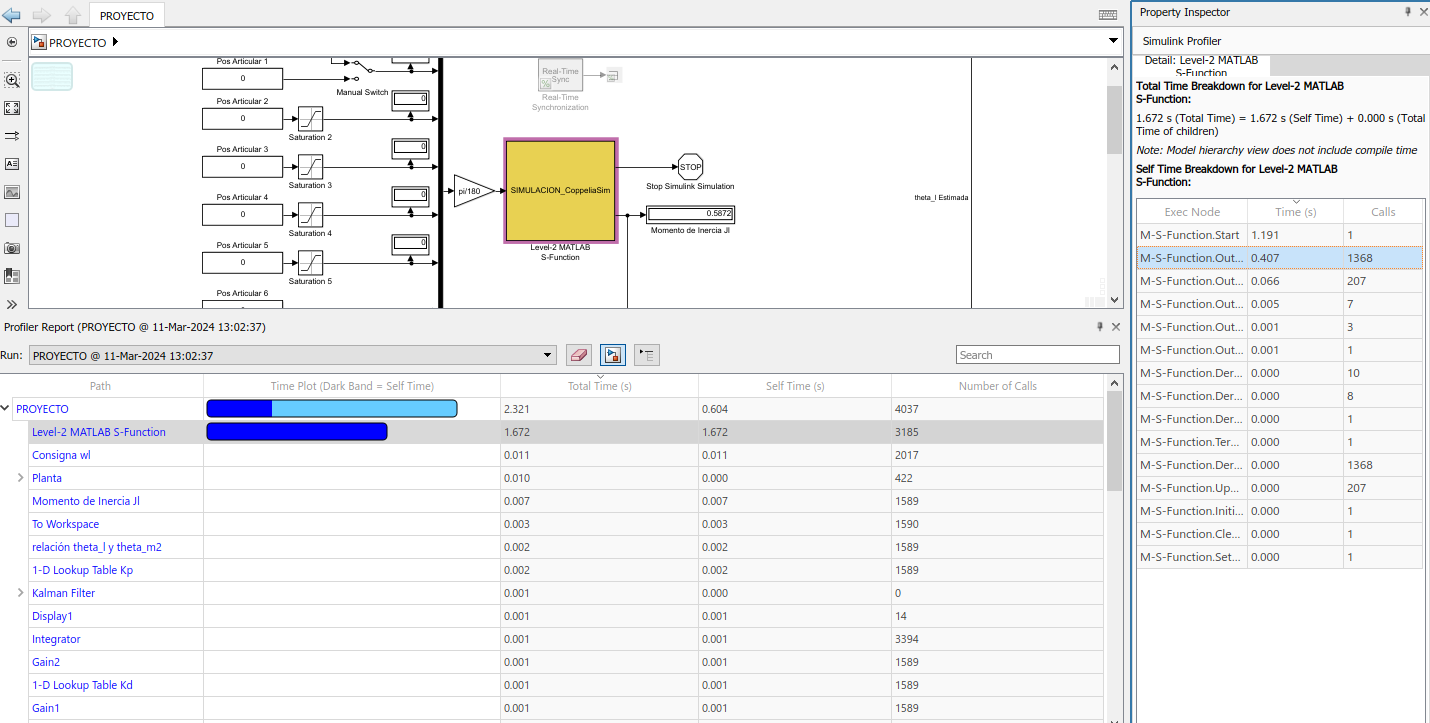 PROYECTO
PROYECTO
Pos Articular 1
0
Manual Switch
Pos Articular 2
0
Saturation 2
0
Pos Articular 3
0
Saturation 3
0
Pos Articular 4
0
Saturation 4
0
Pos Articular 5
0
Saturation 5
0
Pos Articular 6
pi/180
Real-Time
Sync
Real-Time
Synchronization
SIMULACION_CoppeliaSim
Level-2 MATLAB
S-Function
STOP
Stop Simulink Simulation
0.5872
Momento de Inercia Jl
theta_l Estimada
Profiler Report (PROYECTO @ 11-Mar-2024 13:02:37)
Run: PROYECTO @ 11-Mar-2024 13:02:37 Search
Path Time Plot (Dark Band = Self Time) Total Time (s) Self Time (s) Number of Calls
PROYECTO 2.321 0.604 4037
Level-2 MATLAB S-Function 1.672 1.672 3185
Consigna wl 0.011 0.011 2017
Planta 0.010 0.000 422
Momento de Inercia Jl 0.007 0.007 1589
To Workspace 0.003 0.003 1590
relación theta_l y theta_m2 0.002 0.002 1589
1-D Lookup Table Kp 0.002 0.002 1589
Kalman Filter 0.001 0.000 0
Display1 0.001 0.001 14
Integrator 0.001 0.001 3394
Gain2 0.001 0.001 1589
1-D Lookup Table Kd 0.001 0.001 1589
Gain1 0.001 0.001 1589
Property Inspector
Simulink Profiler
Detail: Level-2 MATLAB
S-Function
Total Time Breakdown for Level-2 MATLAB
S-Function:
1.672 s (Total Time) = 1.672 s (Self Time) + 0.000 s (Total
Time of children)
Note: Model hierarchy view does not include compile time
Self Time Breakdown for Level-2 MATLAB
S-Function:
Exec Node Time (s) Calls
M-S-Function.Start 1.191 1
M-S-Function.Out... 0.407 1368
M-S-Function.Out... 0.066 207
M-S-Function.Out... 0.005 7
M-S-Function.Out... 0.001 3
M-S-Function.Out... 0.001 1
M-S-Function.Der... 0.000 10
M-S-Function.Der... 0.000 8
M-S-Function.Der... 0.000 1
M-S-Function.Ter... 0.000 1
M-S-Function.Der... 0.000 1368
M-S-Function.Up... 0.000 207
M-S-Function.Initi... 0.000 1
M-S-Function.Cle... 0.000 1
M-S-Function.Set... 0.000 1